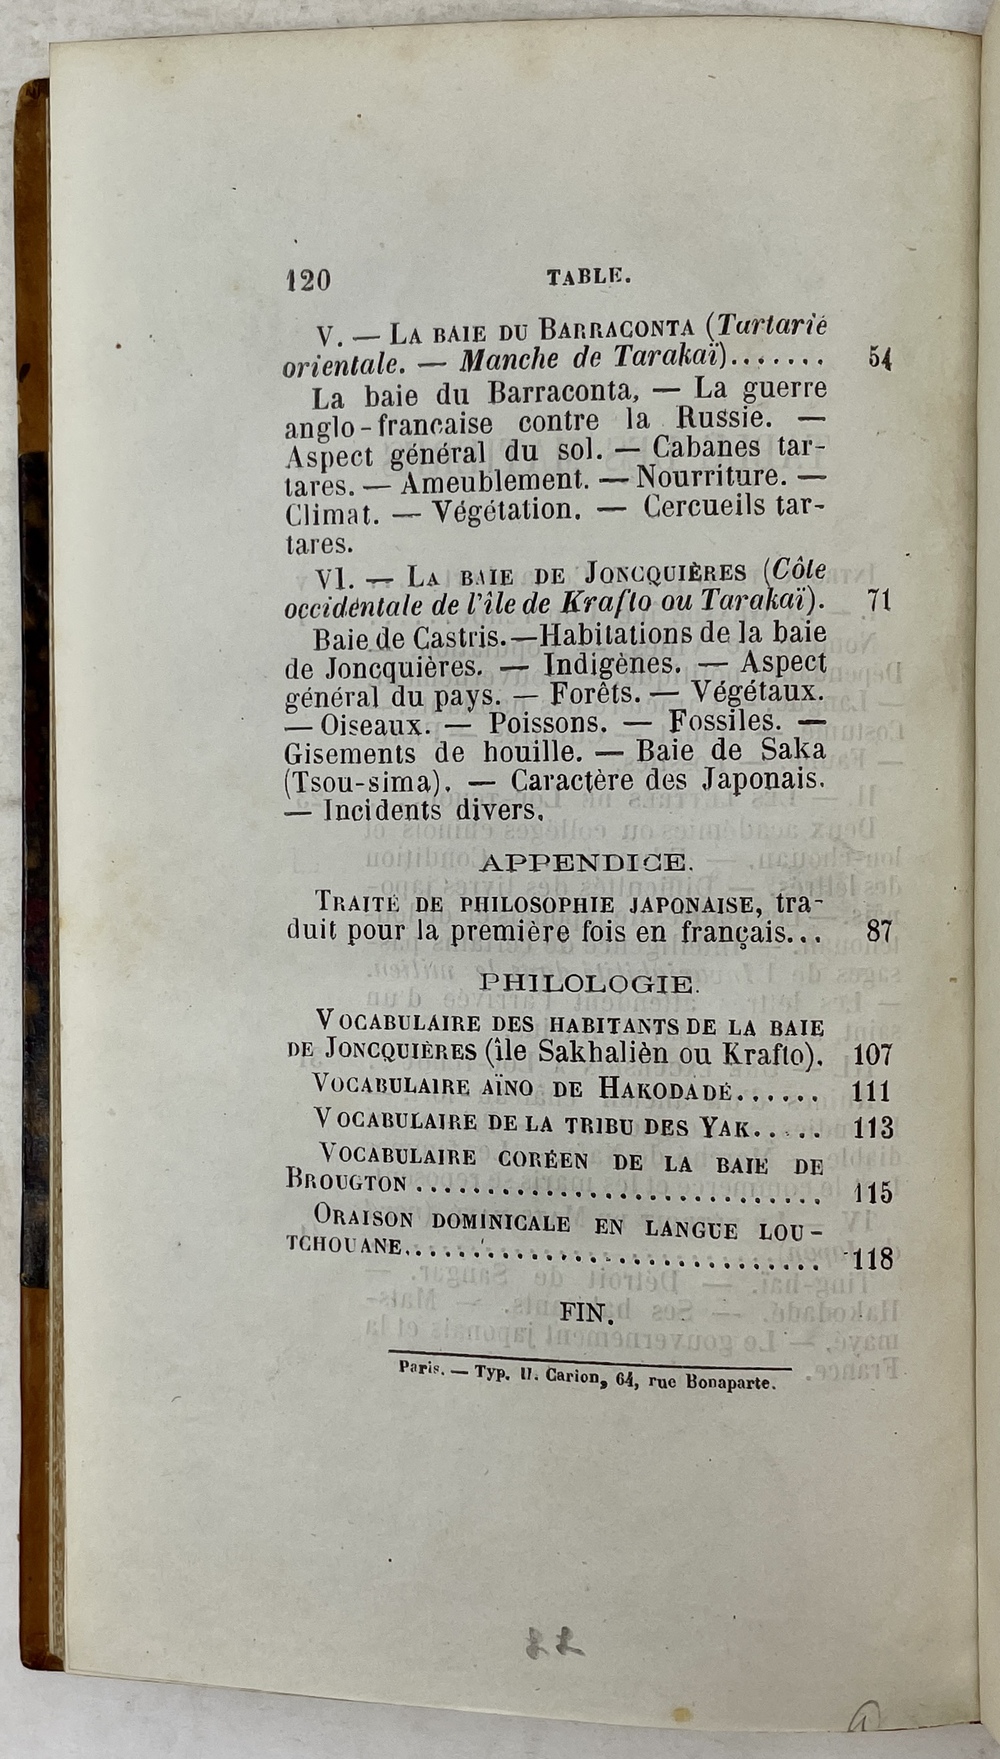 120 TABLE.
V. — LA BAIE DU BARRACONTA (Tartarie
orientale. — Manche de Tarakaï)....... 54
La baie du Barraconta, — La guerre
anglo-française contre la Russie. —
Aspect général du sol. — Cabanes tar-
tares. — Ameublement. — Nourriture. —
Climat. — Végétation. — Cercueils tar-
tares.
VI. — LA BAIE DE JONCQUIÈRES (Côte
occidentale de l'île de Krafto ou Tarakaï). 71
Baie de Castris. — Habitations de la baie
de Joncquières. — Indigènes. — Aspect
général du pays. — Forêts. — Végétaux.
— Oiseaux. — Poissons. — Fossiles. —
Gisements de houille. — Baie de Saka
(Tsou-sima). — Caractère des Japonais.
— Incidents divers.
APPENDICE.
TRAITÉ DE PHILOSOPHIE JAPONAISE, tra-
duit pour la première fois en français... 87
PHILOLOGIE.
VOCABULAIRE DES HABITANTS DE LA BAIE
DE JONCQUIÈRES (île Sakhalièn ou Krafto). 107
VOCABULAIRE AÏNO DE HAKODADÉ...... 111
VOCABULAIRE DE LA TRIBU DES YAK..... 113
VOCABULAIRE CORÉEN DE LA BAIE DE
BROUGTON ............................ 115
ORAISON DOMINICALE EN LANGUE LOU-
TCHOUANE............................ 118
FIN.
Paris. — Typ. H. Carion, 64, rue Bonaparte.